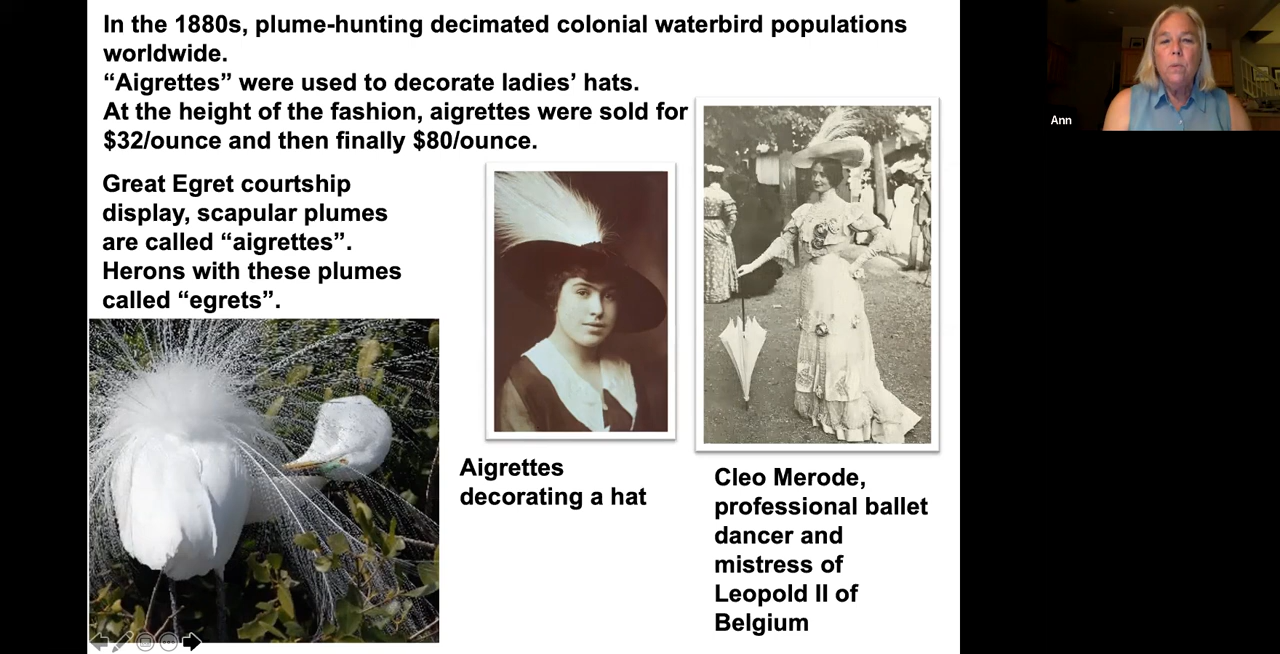 In the 1880s, plume-hunting decimated colonial waterbird populations
worldwide.
“Aigrettes” were used to decorate ladies’ hats.
At the height of the fashion, aigrettes were sold for
$32/ounce and then finally $80/ounce.
Great Egret courtship
display, scapular plumes
are called “aigrettes”.
Herons with these plumes
called “egrets”.
Aigrettes
decorating a hat
Cleo Merode,
professional ballet
dancer and
mistress of
Leopold II of
Belgium
Ann